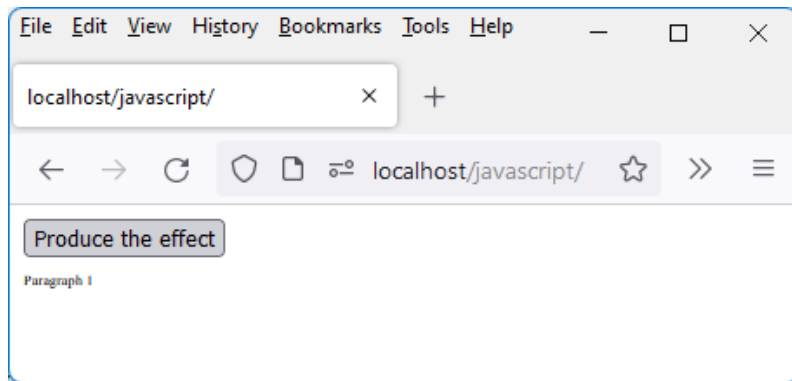 File Edit View History Bookmarks Tools Help
localhost/javascript/
localhost/javascript/
Produce the effect
Paragraph 1